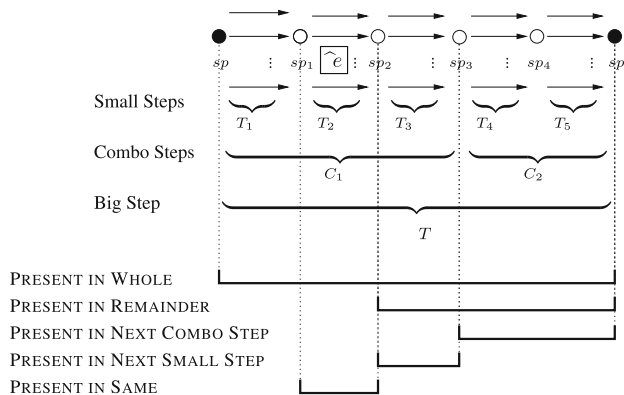 sp ⋮ sp₁ ^e ⋮ sp₂ ⋮ sp₃ ⋮ sp₄ ⋮ sp
Small Steps
T₁ T₂ T₃ T₄ T₅
Combo Steps
C₁ C₂
Big Step
T
PRESENT IN WHOLE
PRESENT IN REMAINDER
PRESENT IN NEXT COMBO STEP
PRESENT IN NEXT SMALL STEP
PRESENT IN SAME